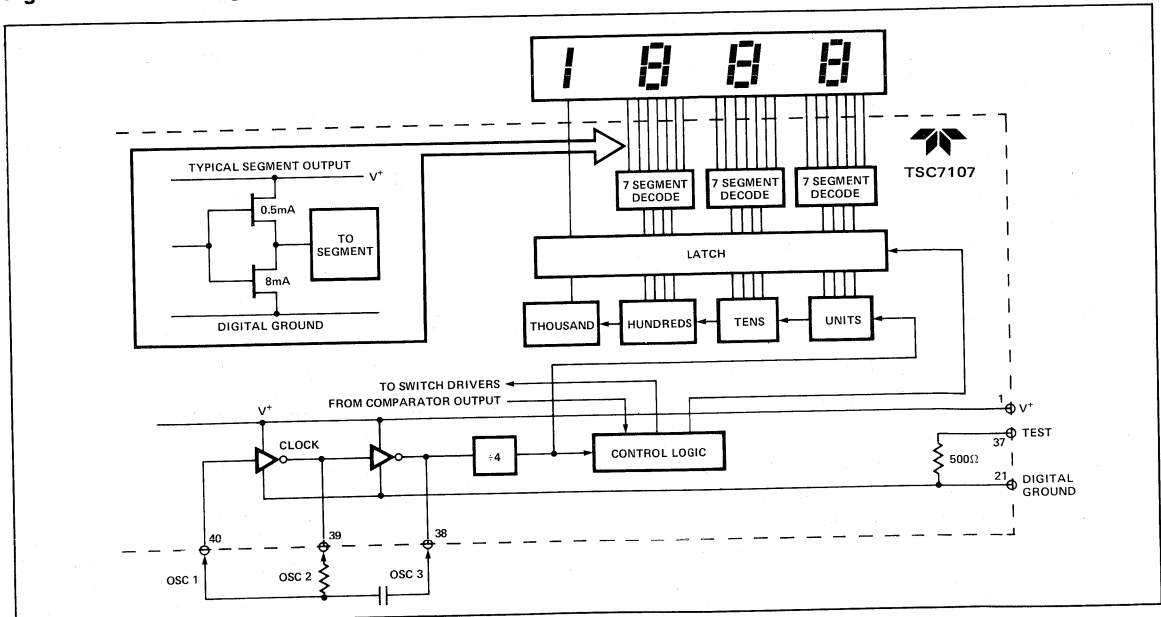 1 8 8 8
TSC7107
TYPICAL SEGMENT OUTPUT
V+
0.5mA
TO
SEGMENT
8mA
DIGITAL GROUND
7 SEGMENT
DECODE
7 SEGMENT
DECODE
7 SEGMENT
DECODE
LATCH
THOUSAND
HUNDREDS
TENS
UNITS
TO SWITCH DRIVERS
FROM COMPARATOR OUTPUT
V+
CLOCK
÷4
CONTROL LOGIC
1
V+
TEST
37
500Ω
21
DIGITAL
GROUND
40
39
38
OSC 1
OSC 2
OSC 3